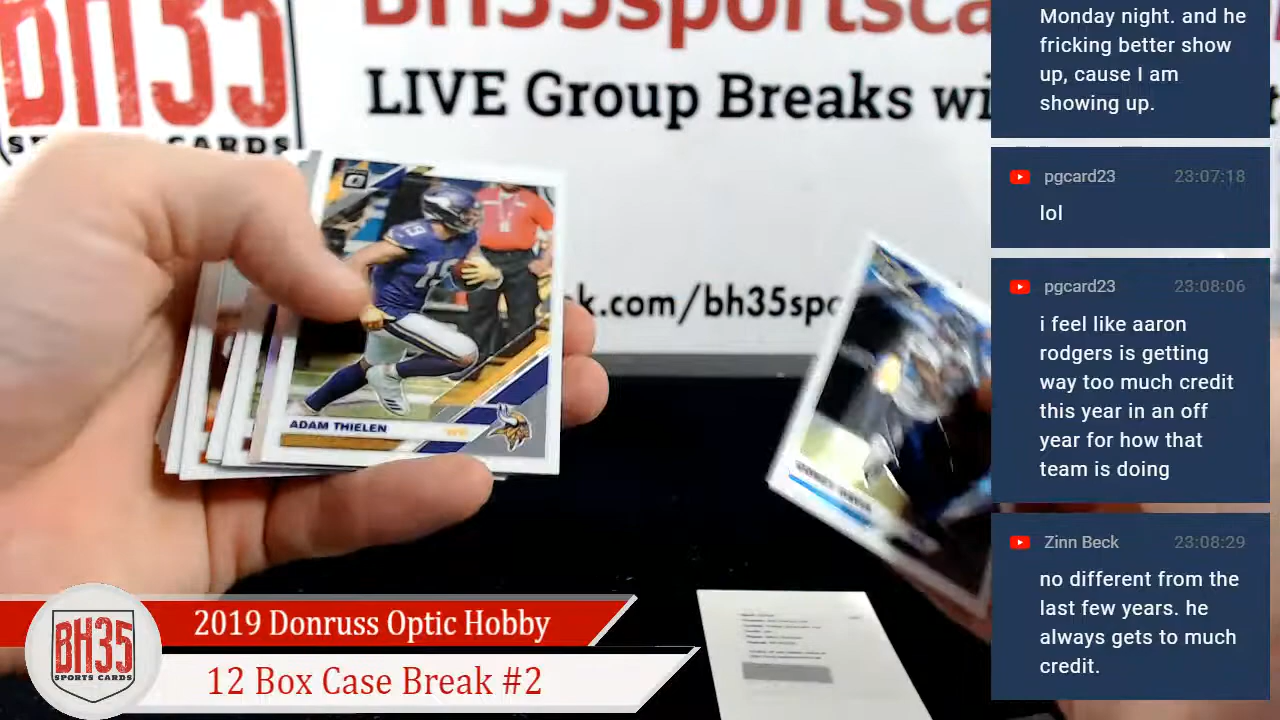 BH35sportsca
LIVE Group Breaks wi
BH35
SPORTS CARDS
k.com/bh35spo
ADAM THIELEN
WR
19
2019 Donruss Optic Hobby
12 Box Case Break #2
BH35
SPORTS CARDS
Monday night. and he
fricking better show
up, cause I am
showing up.
pgcard23 23:07:18
lol
pgcard23 23:08:06
i feel like aaron
rodgers is getting
way too much credit
this year in an off
year for how that
team is doing
Zinn Beck 23:08:29
no different from the
last few years. he
always gets to much
credit.